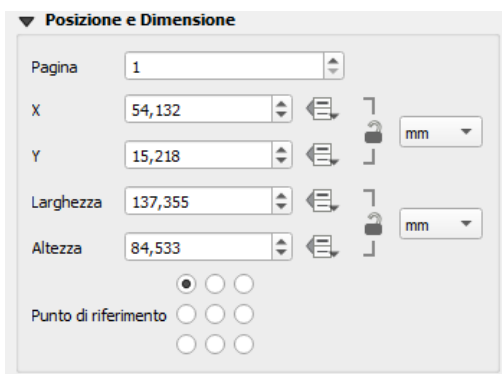 Posizione e Dimensione
Pagina 1
X 54,132
mm
Y 15,218
Larghezza 137,355
mm
Altezza 84,533
Punto di riferimento